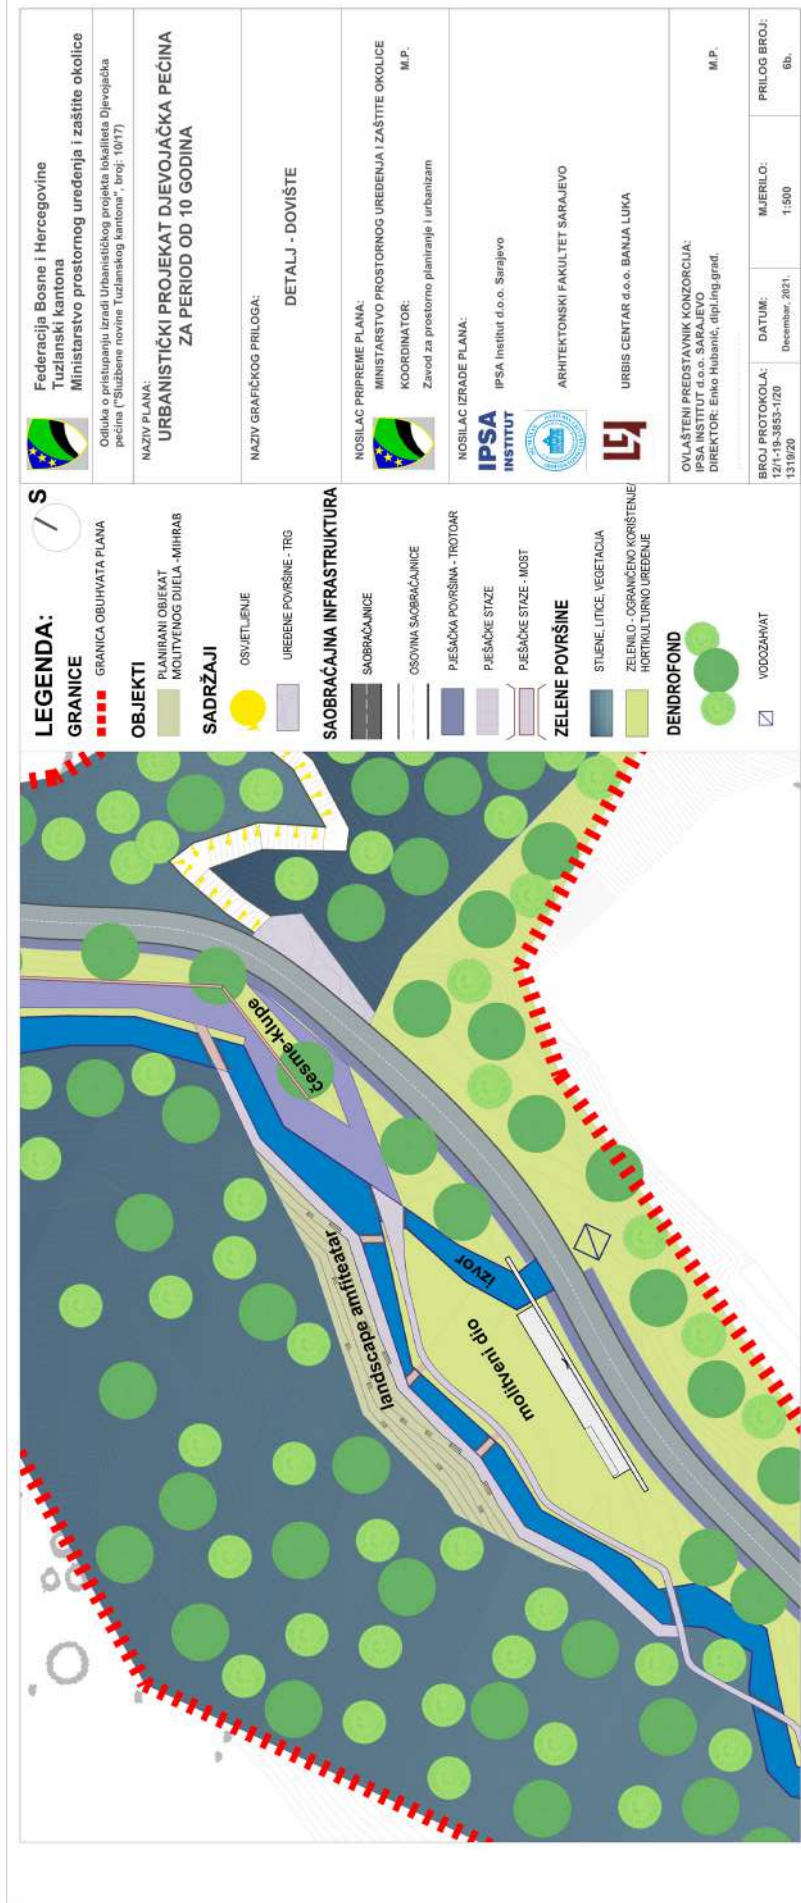 Federacija Bosne i Hercegovine
Tuzlanski kantona
Ministarstvo prostornog uređenja i zaštite okolice
Odluka o pristupanju izradi Urbanističkog projekta lokaliteta Djevojačka
pećina ("Službene novine Tuzlanskog kantona", broj: 10/17)
NAZIV PLANA:
URBANISTIČKI PROJEKAT DJEVOJAČKA PEĆINA
ZA PERIOD OD 10 GODINA
NAZIV GRAFIČKOG PRILOGA:
DETALJ - DOVIŠTE
NOSILAC PRIPREME PLANA:
MINISTARSTVO PROSTORNOG UREĐENJA I ZAŠTITE OKOLICE
KOORDINATOR:
M.P.
Zavod za prostorno planiranje i urbanizam
NOSILAC IZRADE PLANA:
IPSA
INSTITUT
IPSA Institut d.o.o. Sarajevo
ARHITEKTONSKI FAKULTET SARAJEVO
URBIS CENTAR d.o.o. BANJA LUKA
OVLAŠTENI PREDSTAVNIK KONZORCIJA:
IPSA INSTITUT d.o.o. SARAJEVO
DIREKTOR: Enko Hubanić, dipl.ing.grad.
M.P.
BROJ PROTOKOLA:
12/1-19-3853-1/20
1319/20
DATUM:
Decembar, 2021.
MJERILO:
1:500
PRILOG BROJ:
6b.
LEGENDA:
S
GRANICE
GRANICA OBUHVATA PLANA
OBJEKTI
PLANIRANI OBJEKAT
MOLITVENOG DIJELA -MIHRAB
SADRŽAJI
OSVJETLJENJE
UREĐENE POVRŠINE - TRG
SAOBRAĆAJNA INFRASTRUKTURA
SAOBRAĆAJNICE
OSOVINA SAOBRAĆAJNICE
PJEŠAČKA POVRŠINA - TROTOAR
PJEŠAČKE STAZE
PJEŠAČKE STAZE - MOST
ZELENE POVRŠINE
STIJENE, LITICE, VEGETACIJA
ZELENILO - OGRANIČENO KORIŠTENJE/
HORTIKULTURNO UREĐENJE
DENDROFOND
VODOZAHVAT
česme-klupe
landscape amfiteatar
izvor
molitveni dio